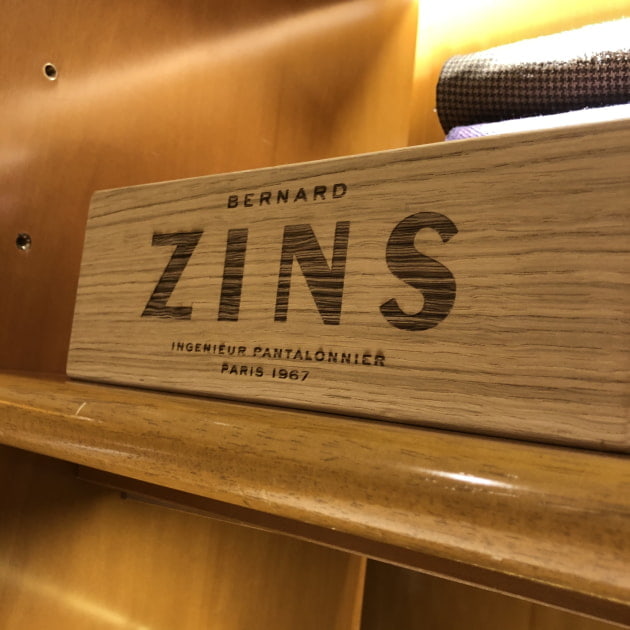 BERNARD
ZINS
INGENIEUR PANTALONNIER
PARIS 1967